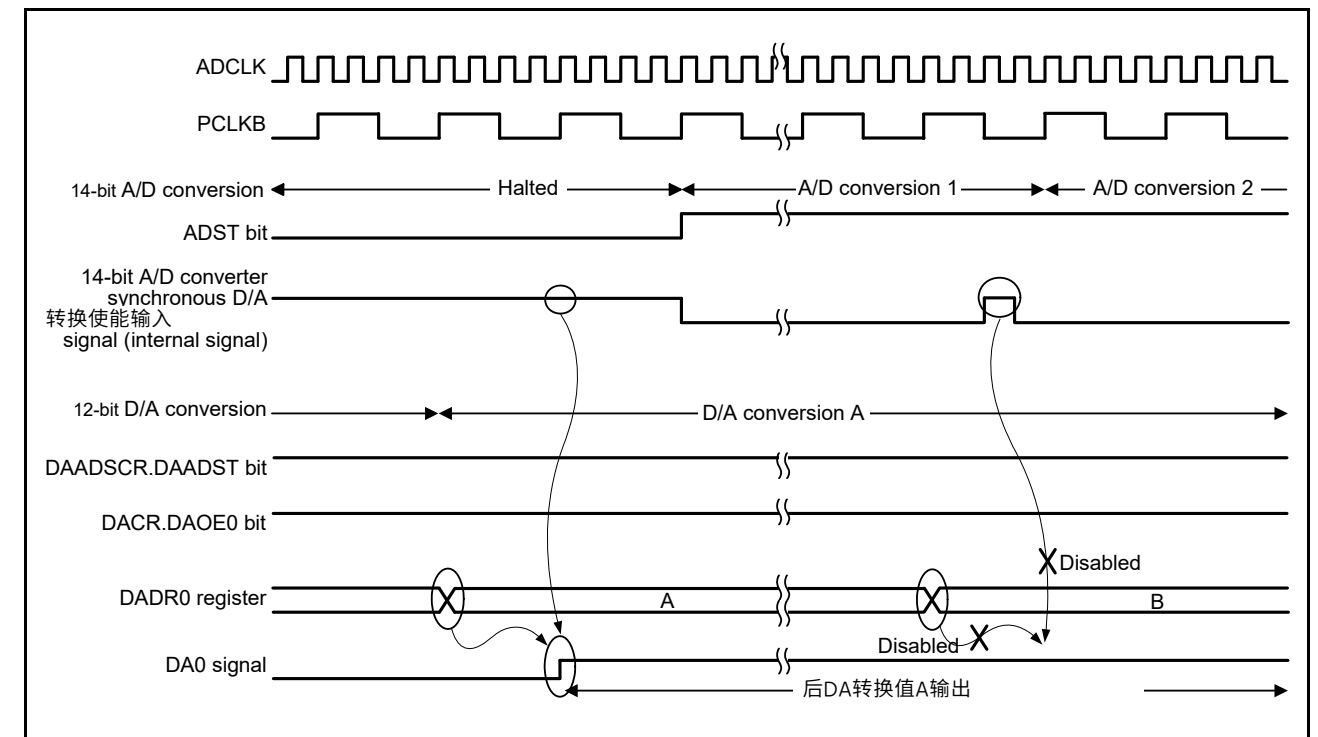 ADCLK
PCLKB
14-bit A/D conversion
Halted
A/D conversion 1
A/D conversion 2
ADST bit
14-bit A/D converter
synchronous D/A
转换使能输入
signal (internal signal)
12-bit D/A conversion
D/A conversion A
DAADSCR.DAADST bit
DACR.DAOE0 bit
Disabled
DADR0 register
A
B
Disabled
DA0 signal
后DA转换值A输出